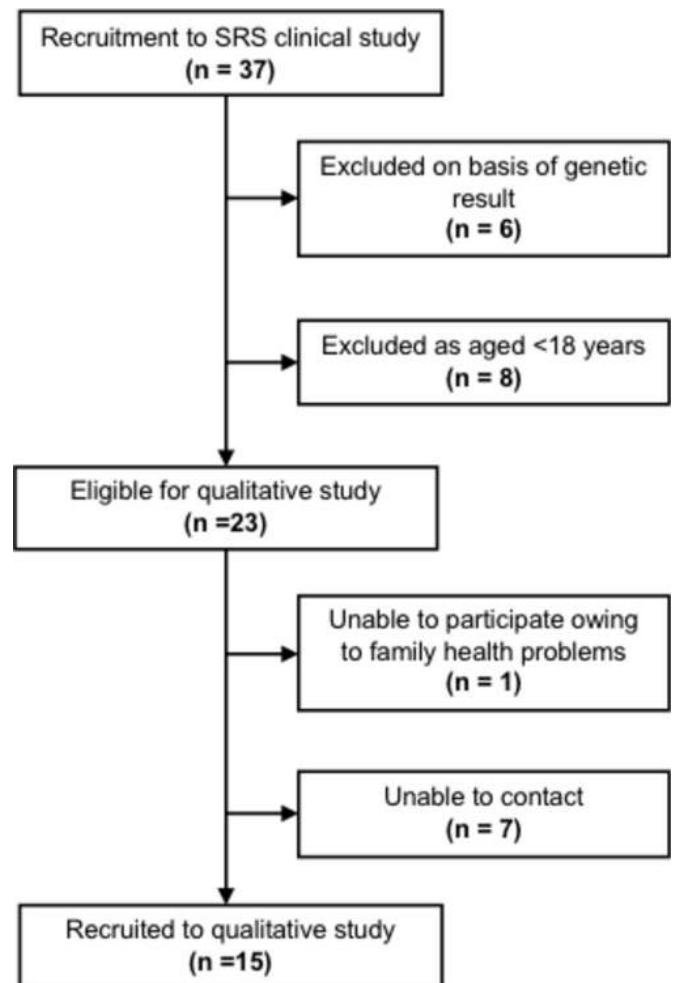 Recruitment to SRS clinical study
(n = 37)
Excluded on basis of genetic
result
(n = 6)
Excluded as aged <18 years
(n = 8)
Eligible for qualitative study
(n =23)
Unable to participate owing
to family health problems
(n = 1)
Unable to contact
(n = 7)
Recruited to qualitative study
(n =15)